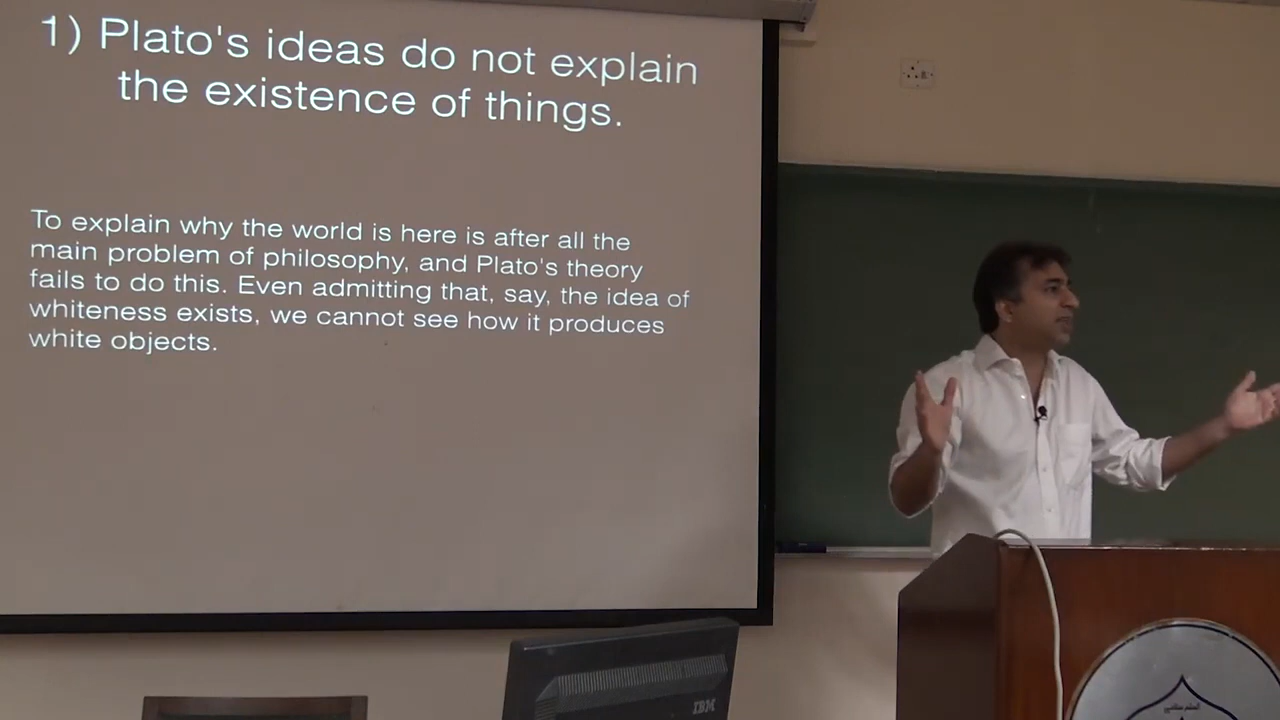 1) Plato's ideas do not explain
the existence of things.
To explain why the world is here is after all the
main problem of philosophy, and Plato's theory
fails to do this. Even admitting that, say, the idea of
whiteness exists, we cannot see how it produces
white objects.
IBM